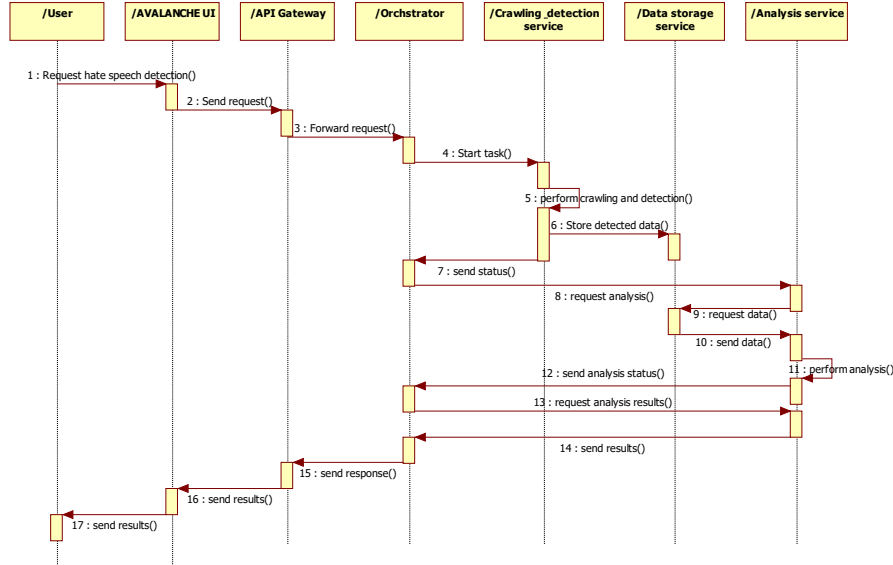 /User
/AVALANCHE UI
/API Gateway
/Orchstrator
/Crawling_detection
service
/Data storage
service
/Analysis service
1 : Request hate speech detection()
2 : Send request()
3 : Forward request()
4 : Start task()
5 : perform crawling and detection()
6 : Store detected data()
7 : send status()
8 : request analysis()
9 : request data()
10 : send data()
11 : perform analysis()
12 : send analysis status()
13 : request analysis results()
14 : send results()
15 : send response()
16 : send results()
17 : send results()